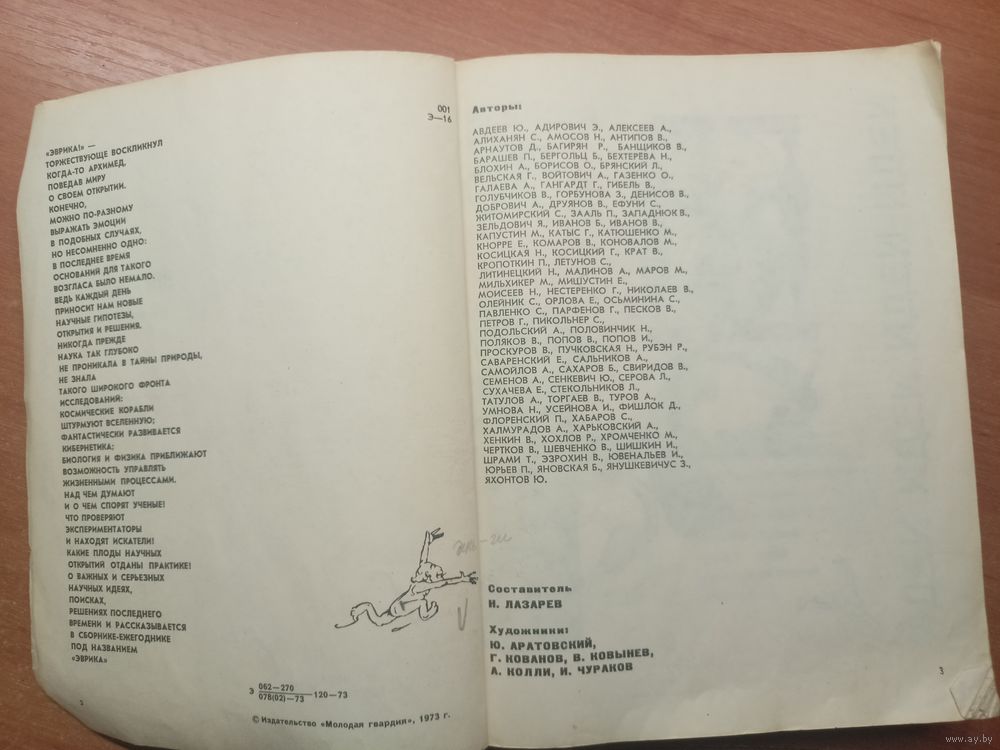 001
Э—16
«ЭВРИКА!» —
ТОРЖЕСТВУЮЩЕ ВОСКЛИКНУЛ
КОГДА-ТО АРХИМЕД,
ПОВЕДАВ МИРУ
О СВОЕМ ОТКРЫТИИ.
КОНЕЧНО,
МОЖНО ПО-РАЗНОМУ
ВЫРАЖАТЬ ЭМОЦИИ
В ПОДОБНЫХ СЛУЧАЯХ,
НО НЕСОМНЕННО ОДНО:
В ПОСЛЕДНЕЕ ВРЕМЯ
ОСНОВАНИЙ ДЛЯ ТАКОГО
ВОЗГЛАСА БЫЛО НЕМАЛО.
ВЕДЬ КАЖДЫЙ ДЕНЬ
ПРИНОСИТ НАМ НОВЫЕ
НАУЧНЫЕ ГИПОТЕЗЫ,
ОТКРЫТИЯ И РЕШЕНИЯ.
НИКОГДА ПРЕЖДЕ
НАУКА ТАК ГЛУБОКО
НЕ ПРОНИКАЛА В ТАЙНЫ ПРИРОДЫ,
НЕ ЗНАЛА
ТАКОГО ШИРОКОГО ФРОНТА
ИССЛЕДОВАНИЙ:
КОСМИЧЕСКИЕ КОРАБЛИ
ШТУРМУЮТ ВСЕЛЕННУЮ;
ФАНТАСТИЧЕСКИ РАЗВИВАЕТСЯ
КИБЕРНЕТИКА;
БИОЛОГИЯ И ФИЗИКА ПРИБЛИЖАЮТ
ВОЗМОЖНОСТЬ УПРАВЛЯТЬ
ЖИЗНЕННЫМИ ПРОЦЕССАМИ.
НАД ЧЕМ ДУМАЮТ
И О ЧЕМ СПОРЯТ УЧЕНЫЕ!
ЧТО ПРОВЕРЯЮТ
ЭКСПЕРИМЕНТАТОРЫ
И НАХОДЯТ ИСКАТЕЛИ!
КАКИЕ ПЛОДЫ НАУЧНЫХ
ОТКРЫТИЙ ОТДАНЫ ПРАКТИКЕ!
О ВАЖНЫХ И СЕРЬЕЗНЫХ
НАУЧНЫХ ИДЕЯХ,
ПОИСКАХ,
РЕШЕНИЯХ ПОСЛЕДНЕГО
ВРЕМЕНИ И РАССКАЗЫВАЕТСЯ
В СБОРНИКЕ-ЕЖЕГОДНИКЕ
ПОД НАЗВАНИЕМ
«ЭВРИКА»
Э 062—270
078(02)—73 —120—73
© Издательство «Молодая гвардия», 1973 г.
2
Авторы:
АВДЕЕВ Ю., АДИРОВИЧ Э., АЛЕКСЕЕВ А.,
АЛИХАНЯН С., АМОСОВ Н., АНТИПОВ В.,
АРНАУТОВ Д., БАГИРЯН Р., БАНЩИКОВ В.,
БАРАШЕВ П., БЕРГОЛЬЦ Б., БЕХТЕРЕВА Н.,
БЛОХИН А., БОРИСОВ О., БРЯНСКИЙ Л.,
ВЕЛЬСКАЯ Г., ВОЙТОВИЧ А., ГАЗЕНКО О.,
ГАЛАЕВА А., ГАНГАРДТ Г., ГИБЕЛЬ В.,
ГОЛУБЧИКОВ В., ГОРБУНОВА З., ДЕНИСОВ В.,
ДОБРОВИЧ А., ДРУЯНОВ В., ЕФУНИ С.,
ЖИТОМИРСКИЙ С., ЗААЛЬ П., ЗАПАДНЮК В.,
ЗЕЛЬДОВИЧ Я., ИВАНОВ Б., ИВАНОВ В.,
КАПУСТИН М., КАТЫС Г., КАТЮШЕНКО М.,
КНОРРЕ Е., КОМАРОВ В., КОНОВАЛОВ М.,
КОСИЦКАЯ Н., КОСИЦКИЙ Г., КРАТ В.,
КРОПОТКИН П., ЛЕТУНОВ С.,
ЛИТИНЕЦКИЙ Н., МАЛИНОВ А., МАРОВ М.,
МИЛЬХИКЕР М., МИШУСТИН Е.,
МОИСЕЕВ Н., НЕСТЕРЕНКО Г., НИКОЛАЕВ В.,
ОЛЕЙНИК С., ОРЛОВА Е., ОСЬМИНИНА С.,
ПАВЛЕНКО С., ПАРФЕНОВ Г., ПЕСКОВ В.,
ПЕТРОВ Г., ПИКОЛЬНЕР С.,
ПОДОЛЬСКИЙ А., ПОЛОВИНЧИК Н.,
ПОЛЯКОВ В., ПОПОВ В., ПОПОВ И.,
ПРОСКУРОВ В., ПУЧКОВСКАЯ Н., РУБЭН Р.,
САВАРЕНСКИЙ Е., САЛЬНИКОВ А.,
САМОЙЛОВ А., САХАРОВ Б., СВИРИДОВ В.,
СЕМЕНОВ А., СЕНКЕВИЧ Ю., СЕРОВА Л.,
СУХАЧЕВА Е., СТЕКОЛЬНИКОВ Л.,
ТАТУЛОВ А., ТОРГАЕВ В., ТУРОВ А.,
УМНОВА Н., УСЕЙНОВА И., ФИШЛОК Д.,
ФЛОРЕНСКИЙ П., ХАБАРОВ С.,
ХАЛМУРАДОВ А., ХАРЬКОВСКИЙ А.,
ХЕНКИН В., ХОХЛОВ Р., ХРОМЧЕНКО М.,
ЧЕРТКОВ В., ШЕВЧЕНКО В., ШИШКИН И.,
ШРАМИ Т., ЭЗРОХИН В., ЮВЕНАЛЬЕВ И.,
ЮРЬЕВ П., ЯНОВСКАЯ Б., ЯНУШКЕВИЧУС З.,
ЯХОНТОВ Ю.
Составитель
Н. ЛАЗАРЕВ
Художники:
Ю. АРАТОВСКИЙ,
Г. КОВАНОВ, В. КОВЫНЕВ,
А. КОЛЛИ, И. ЧУРАКОВ
3
www.ay.by